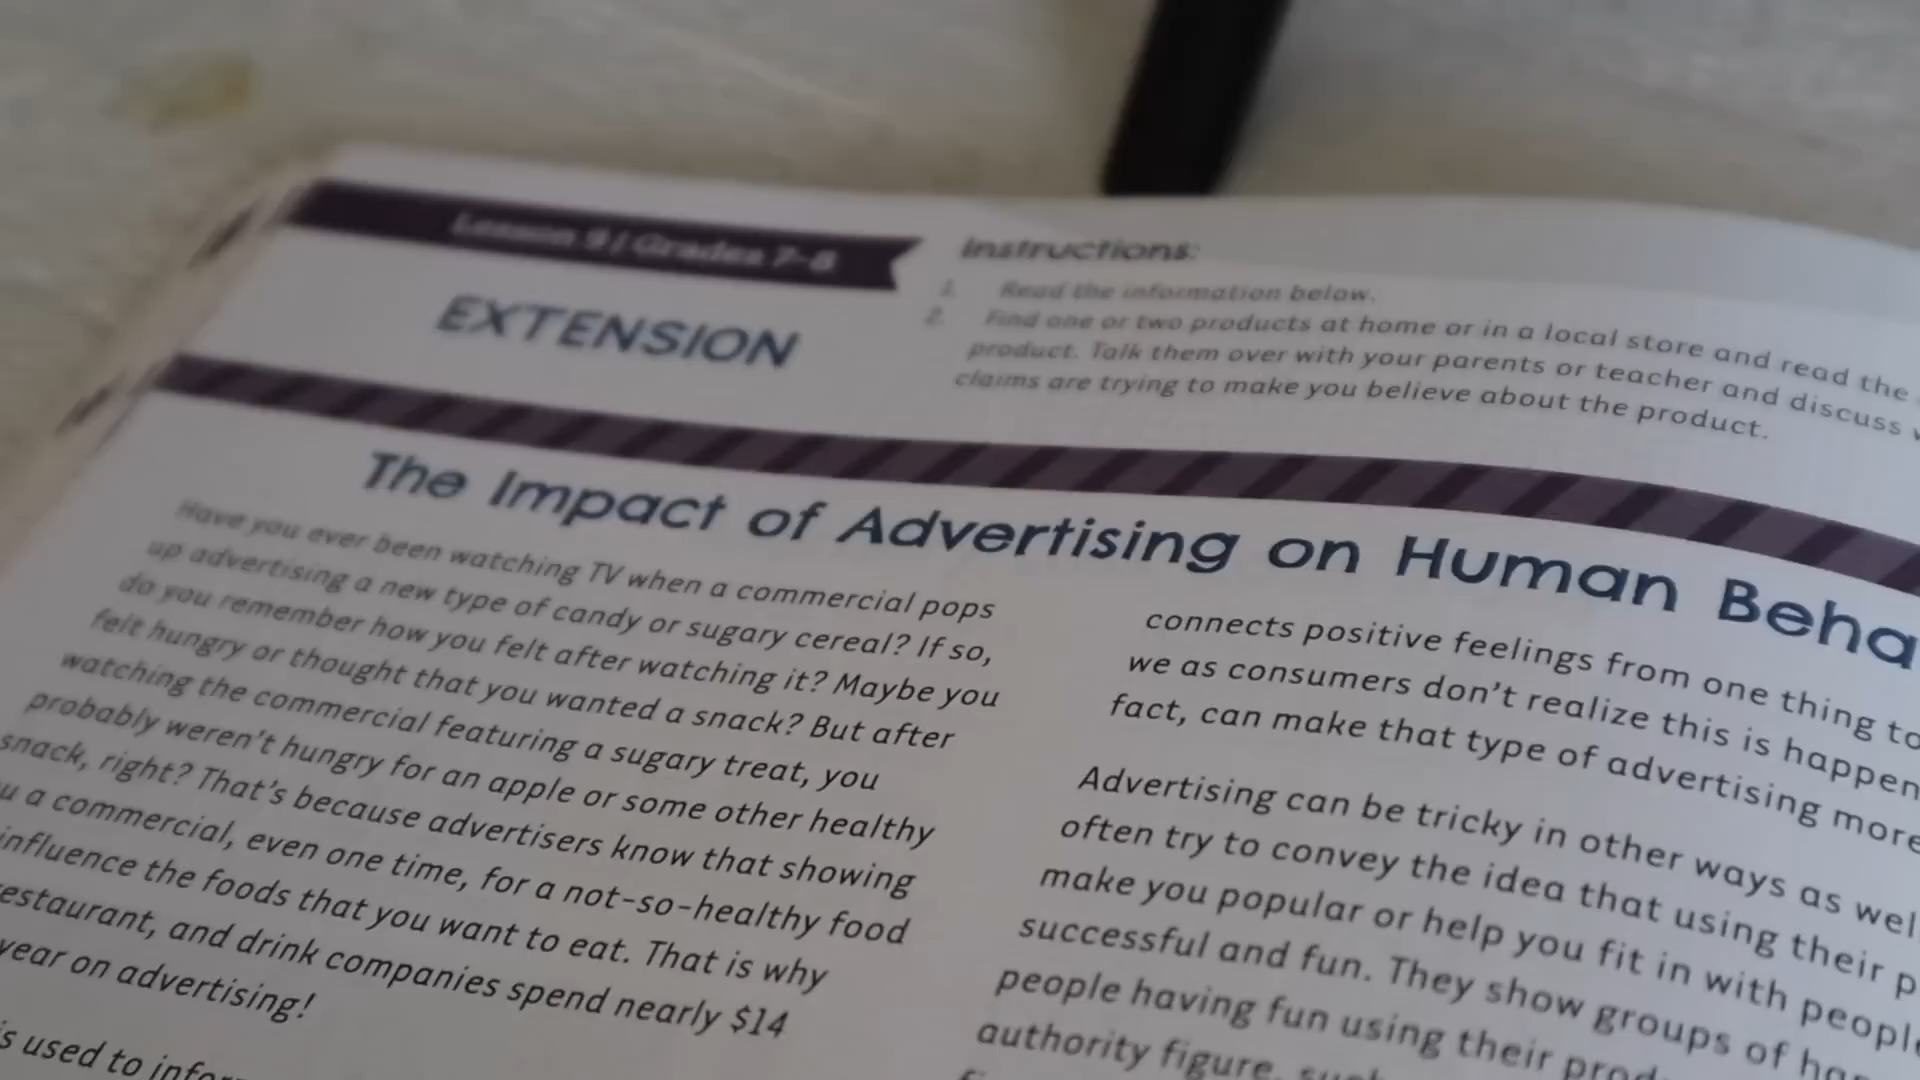 Lesson 9 | Grades 7-8
EXTENSION
Instructions:
1. Read the information below.
2. Find one or two products at home or in a local store and read the
product. Talk them over with your parents or teacher and discuss
claims are trying to make you believe about the product.
The Impact of Advertising on Human Beha
Have you ever been watching TV when a commercial pops
up advertising a new type of candy or sugary cereal? If so,
do you remember how you felt after watching it? Maybe you
felt hungry or thought that you wanted a snack? But after
watching the commercial featuring a sugary treat, you
probably weren't hungry for an apple or some other healthy
snack, right? That's because advertisers know that showing
u a commercial, even one time, for a not-so-healthy food
influence the foods that you want to eat. That is why
estaurant, and drink companies spend nearly $14
year on advertising!
is used to infor
connects positive feelings from one thing to
we as consumers don't realize this is happen
fact, can make that type of advertising more
Advertising can be tricky in other ways as wel
often try to convey the idea that using their p
make you popular or help you fit in with people
successful and fun. They show groups of hap
people having fun using their prod
authority figure, such